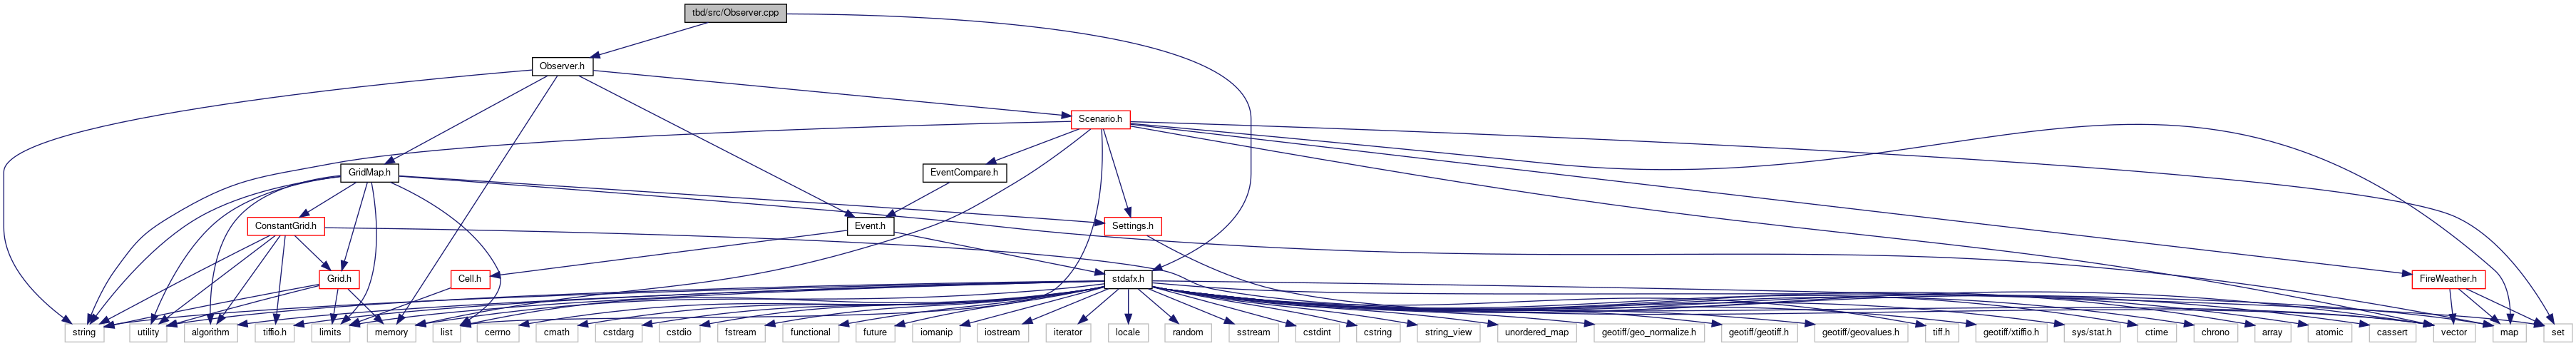 tbd/src/Observer.cpp
Observer.h
Scenario.h
GridMap.h
EventCompare.h
ConstantGrid.h
Event.h
Settings.h
Grid.h
Cell.h
stdafx.h
FireWeather.h
string
utility
algorithm
tiffio.h
limits
memory
list
cerrno
cmath
cstdarg
cstdio
fstream
functional
future
iomanip
iostream
iterator
locale
random
sstream
cstdint
cstring
string_view
unordered_map
geotiff/geo_normalize.h
geotiff/geotiff.h
geotiff/geovalues.h
tiff.h
geotiff/xtiffio.h
sys/stat.h
ctime
chrono
array
atomic
cassert
vector
map
set